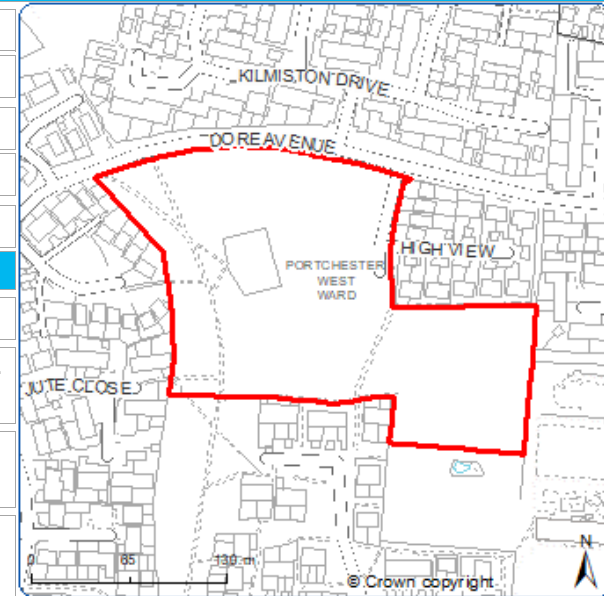 KILMISTON DRIVE
DORE AVENUE
HIGH VIEW
PORTCHESTER
WEST
WARD
JUTE CLOSE
N
0 65 130 m
© Crown copyright